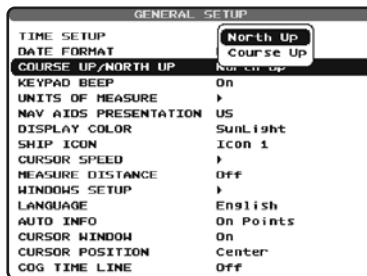 GENERAL SETUP
TIME SETUP
North Up
DATE FORMAT
Course Up
COURSE UP/NORTH UP North Up
KEYPAD BEEP On
UNITS OF MEASURE
NAV AIDS PRESENTATION US
DISPLAY COLOR SunLight
SHIP ICON Icon 1
CURSOR SPEED
MEASURE DISTANCE Off
WINDOWS SETUP
LANGUAGE English
AUTO INFO On Points
CURSOR WINDOW On
CURSOR POSITION Center
COG TIME LINE Off